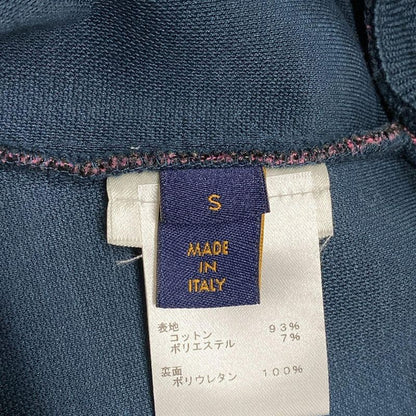 S
MADE
IN
ITALY
表地
コットン 93%
ポリエステル 7%
裏面
ポリウレタン 100%